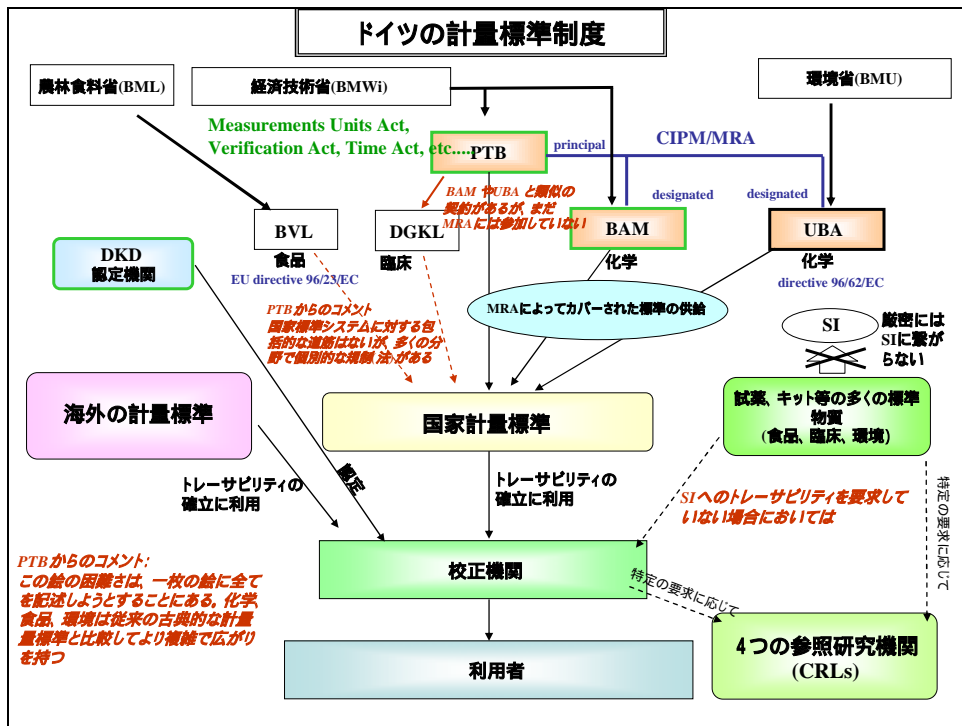 ドイツの計量標準制度
農林食料省(BML)
経済技術省(BMWi)
環境省(BMU)
Measurements Units Act,
Verification Act, Time Act, etc....
PTB
principal
CIPM/MRA
designated
designated
BAM やUBA と類似の
契約があるが、まだ
MRAには参加していない
BVL
食品
EU directive 96/23/EC
DGKL
臨床
BAM
化学
UBA
化学
directive 96/62/EC
DKD
認定機関
MRAによってカバーされた標準の供給
PTBからのコメント
国家標準システムに対する包
括的な道筋はないが、多くの分
野で個別的な規制(法)がある
SI
厳密には
SIに繋が
らない
海外の計量標準
国家計量標準
試薬、キット等の多くの標準
物質
(食品、臨床、環境)
トレーサビリティの
確立に利用
認定
トレーサビリティの
確立に利用
SIへのトレーサビリティを要求して
いない場合においては
特定の要求に応じて
PTBからのコメント:
この絵の困難さは、一枚の絵に全て
を記述しようとすることにある。化学、
食品、環境は従来の古典的な計量
量標準と比較してより複雑で広がり
を持つ
校正機関
特定の要求に応じて
利用者
4つの参照研究機関
(CRLs)